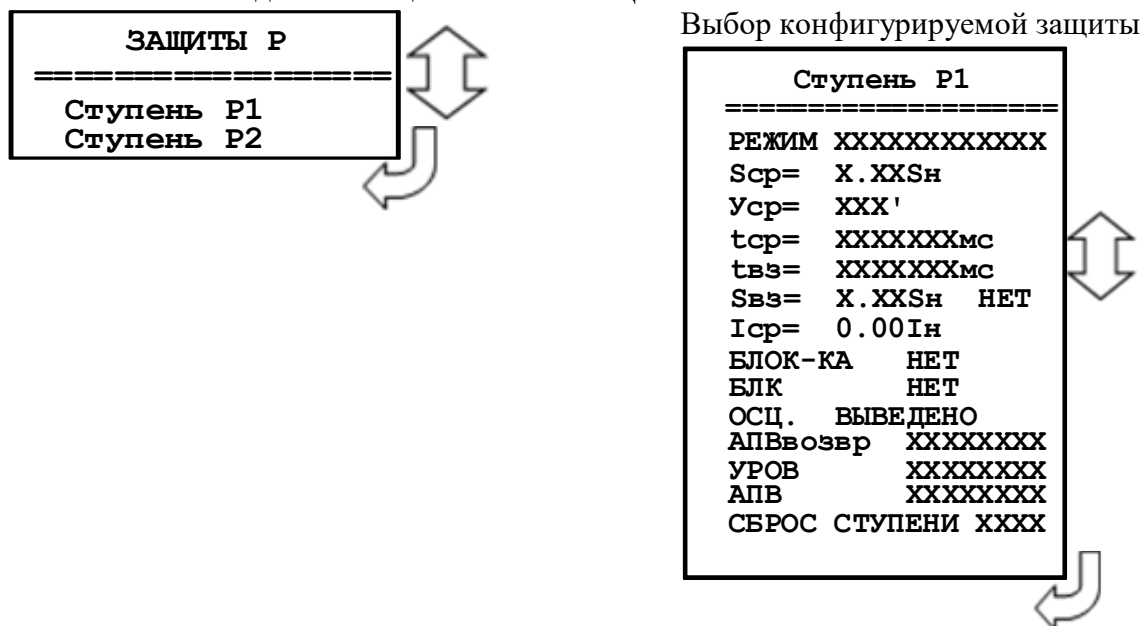 ЗАЩИТЫ Р
==================
Ступень Р1
Ступень Р2
Выбор конфигурируемой защиты
Ступень Р1
====================
РЕЖИМ XXXXXXXXXXXX
Sср= X.XXSн
Уср= XXX'
tср= XXXXXXXмс
tвз= XXXXXXXмс
Sвз= X.XXSн НЕТ
Iср= 0.00Iн
БЛОК-КА НЕТ
БЛК НЕТ
ОСЦ. ВЫВЕДЕНО
АПВвозвр XXXXXXXX
УРОВ XXXXXXXX
АПВ XXXXXXXX
СБРОС СТУПЕНИ XXXX